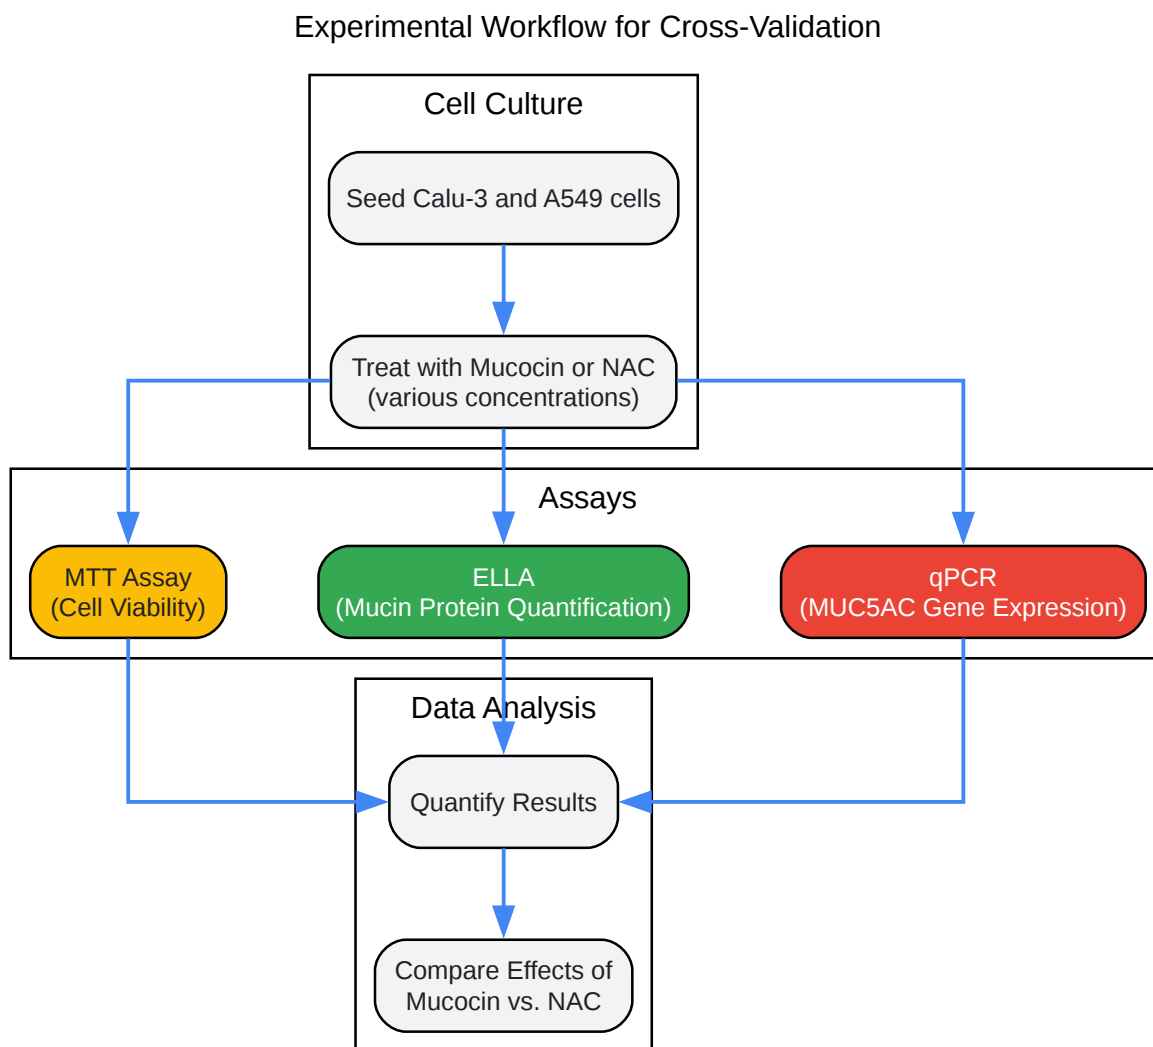 Experimental Workflow for Cross-Validation
Cell Culture
Seed Calu-3 and A549 cells
Treat with Mucocin or NAC
(various concentrations)
Assays
MTT Assay
(Cell Viability)
ELLA
(Mucin Protein Quantification)
qPCR
(MUC5AC Gene Expression)
Data Analysis
Quantify Results
Compare Effects of
Mucocin vs. NAC